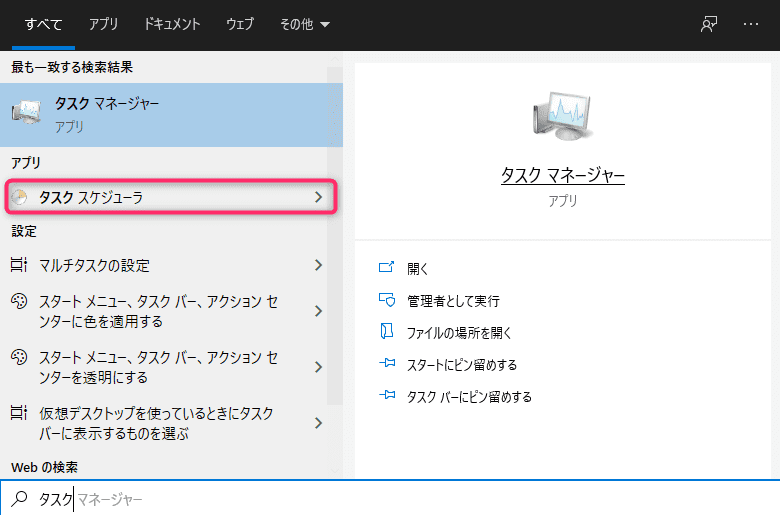 すべて アプリ ドキュメント ウェブ その他
最も一致する検索結果
タスク マネージャー
アプリ
アプリ
タスク スケジューラ
設定
マルチタスクの設定
スタート メニュー、タスク バー、アクション セ
ンターに色を適用する
スタート メニュー、タスク バー、アクション セ
ンターを透明にする
仮想デスクトップを使っているときにタスク
バーに表示するものを選ぶ
Web の検索
タスク マネージャー
アプリ
開く
管理者として実行
ファイルの場所を開く
スタートにピン留めする
タスク バーにピン留めする
タスク マネージャー